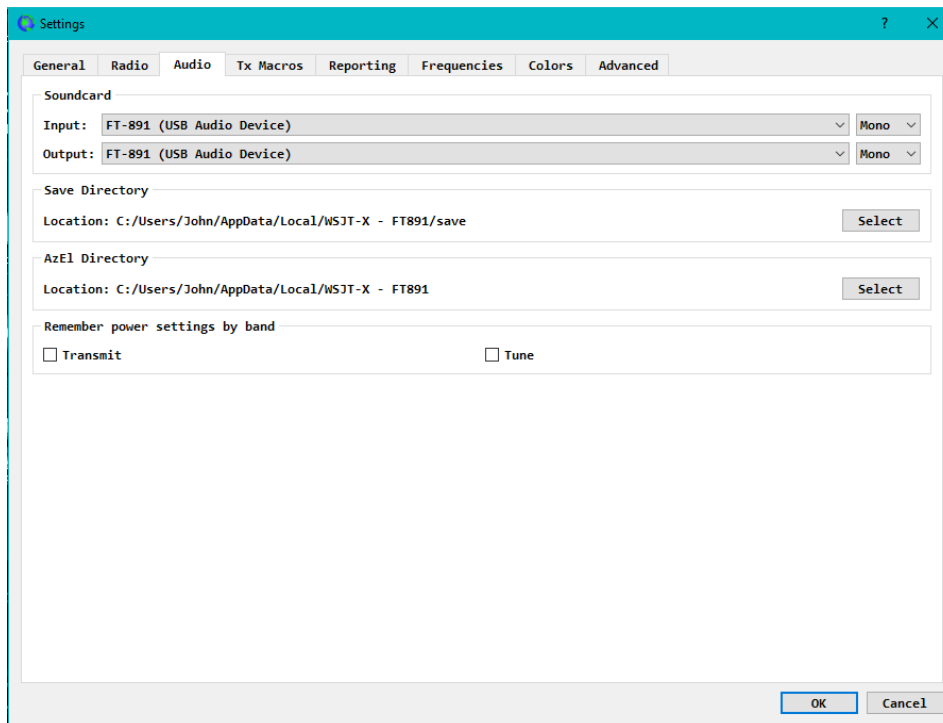 Settings
General Radio Audio Tx Macros Reporting Frequencies Colors Advanced
Soundcard
Input: FT-891 (USB Audio Device) Mono
Output: FT-891 (USB Audio Device) Mono
Save Directory
Location: C:/Users/John/AppData/Local/WSJT-X - FT891/save Select
AzEl Directory
Location: C:/Users/John/AppData/Local/WSJT-X - FT891 Select
Remember power settings by band
Transmit Tune
OK Cancel